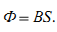 Φ = BS.